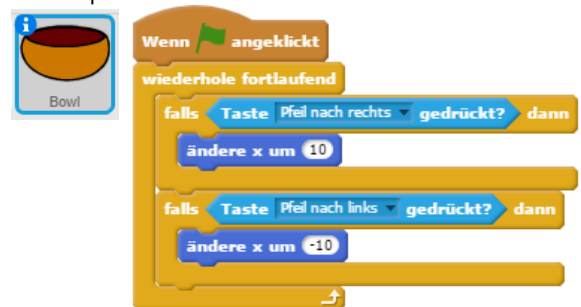 Bowl
Wenn angeklickt
wiederhole fortlaufend
falls Taste Pfeil nach rechts gedrückt? dann
ändere x um 10
falls Taste Pfeil nach links gedrückt? dann
ändere x um -10